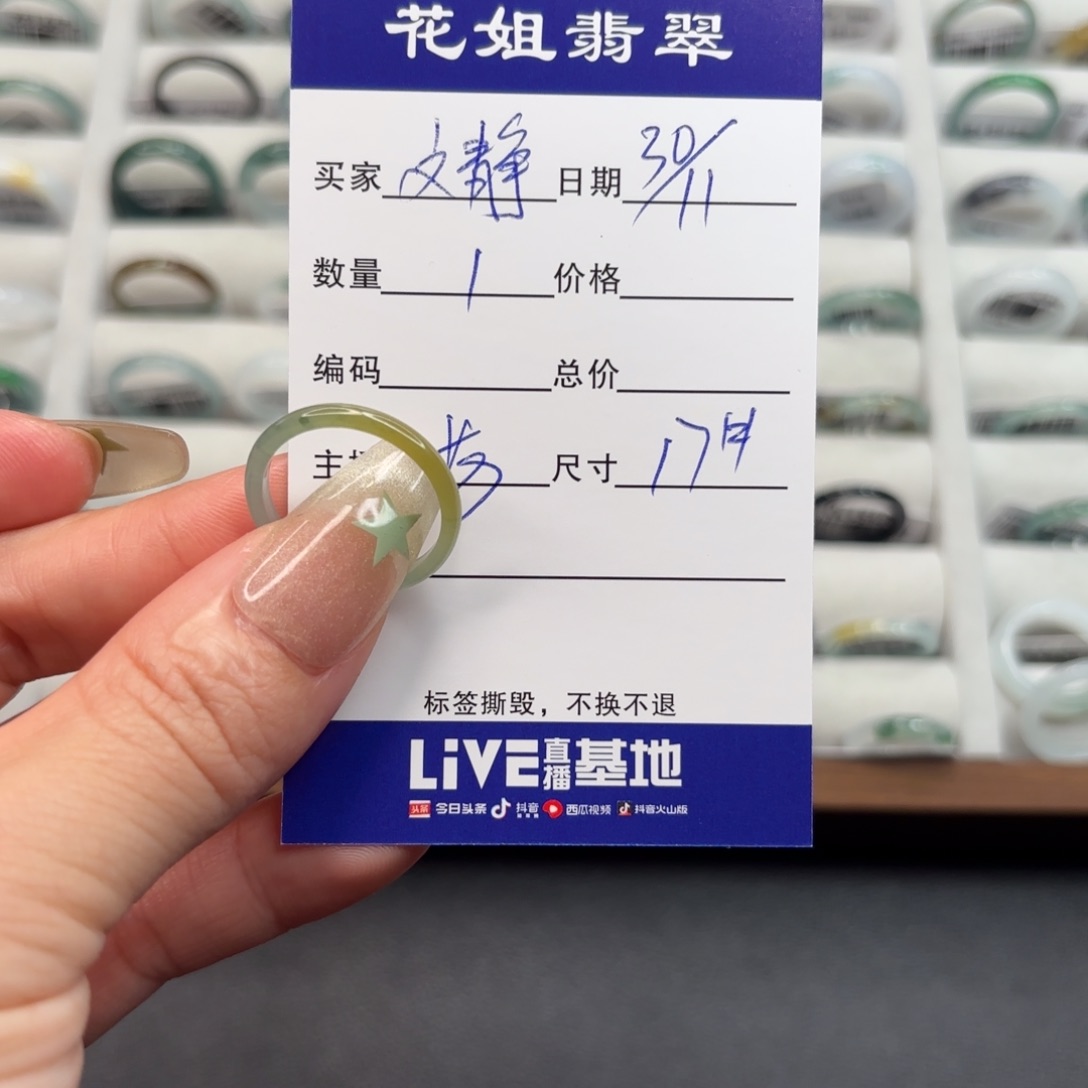 花姐翡翠
买家 文静 日期 30/11
数量 1 价格
编码 总价
主 尺寸 17
标签撕毁，不换不退
LiVE直播基地
头条 今日头条 抖音 西瓜视频 抖音火山版